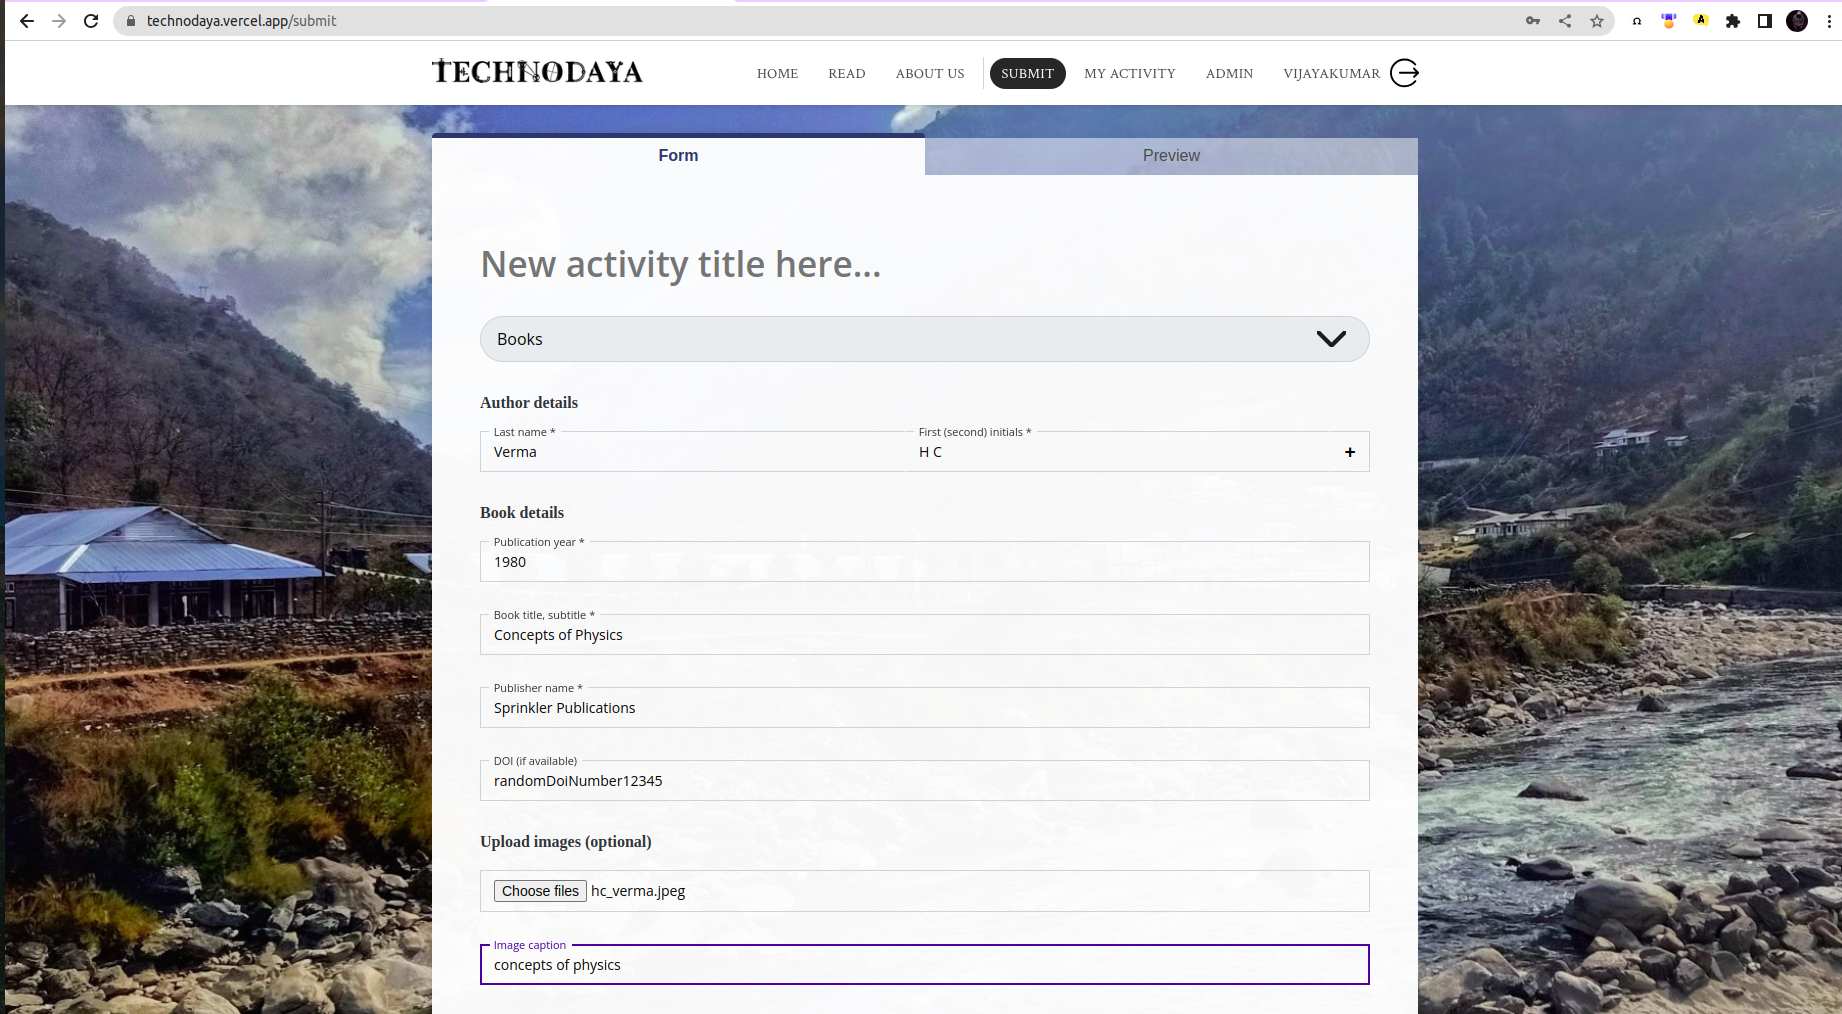 technodaya.vercel.app/submit
TECHNODAYA
HOME READ ABOUT US SUBMIT MY ACTIVITY ADMIN VIJAYAKUMAR
Form Preview
New activity title here...
Books
Author details
Last name * First (second) initials *
Verma H C +
Book details
Publication year *
1980
Book title, subtitle *
Concepts of Physics
Publisher name *
Sprinkler Publications
DOI (if available)
randomDoiNumber12345
Upload images (optional)
Choose files hc_verma.jpeg
Image caption
concepts of physics